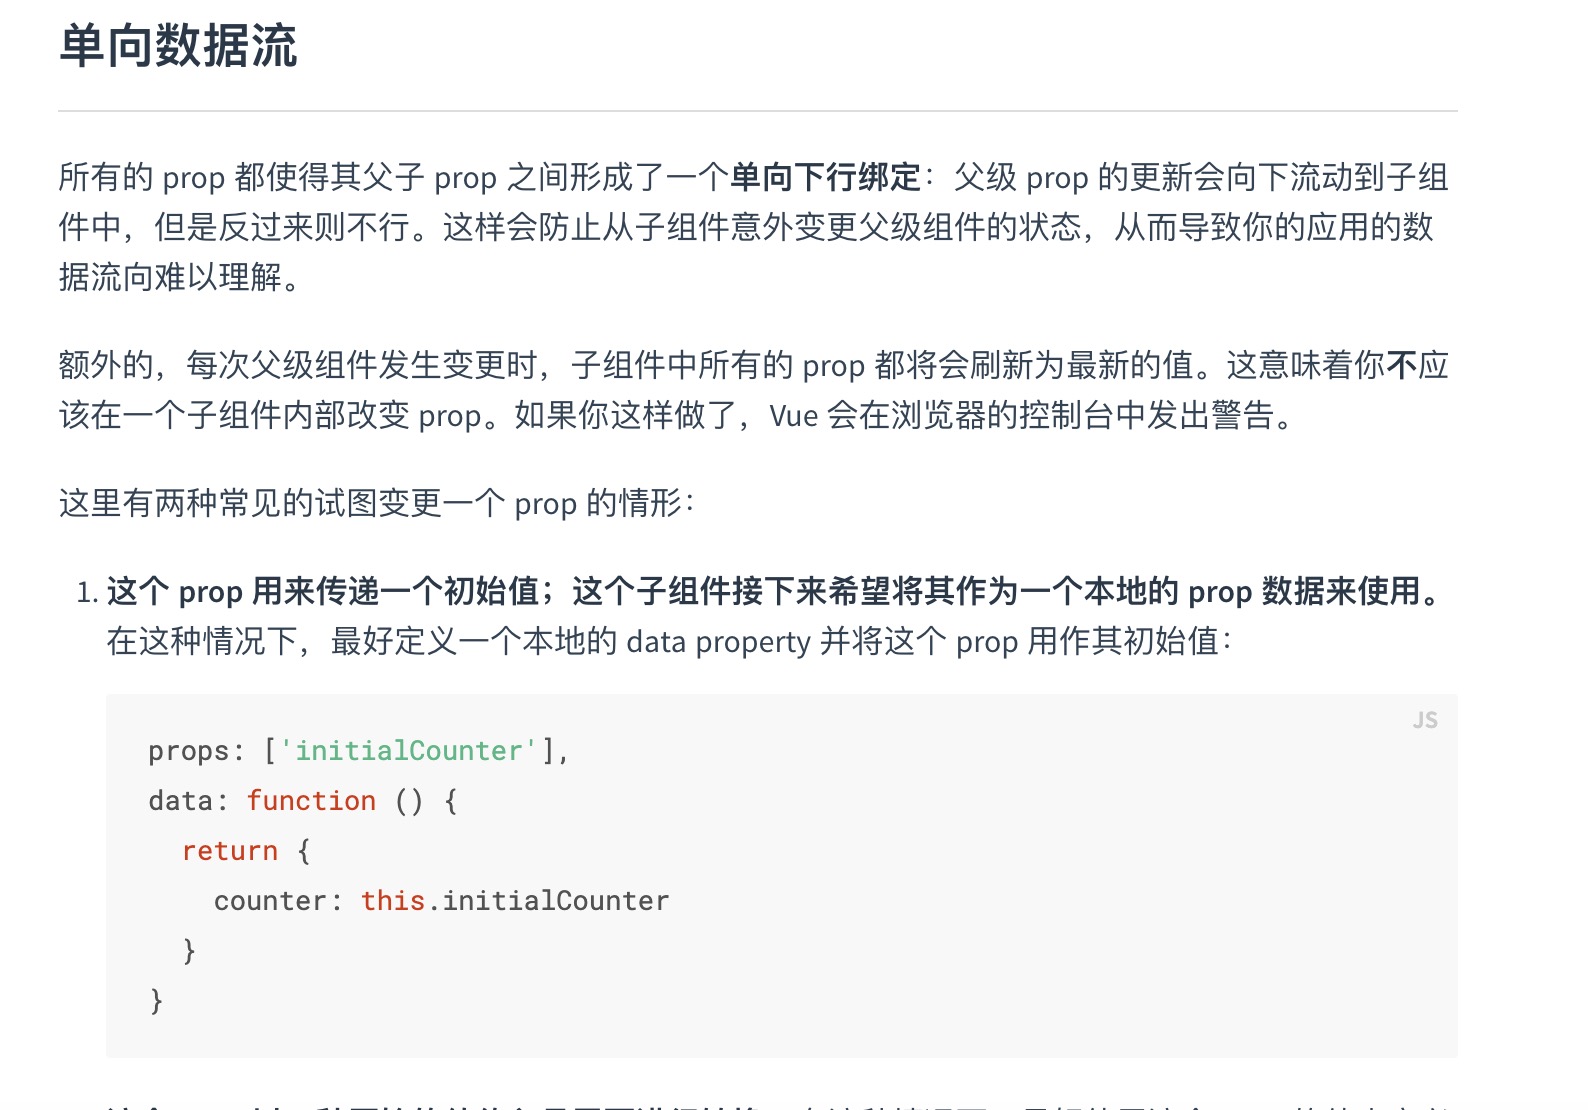 单向数据流
所有的 prop 都使得其父子 prop 之间形成了一个单向下行绑定：父级 prop 的更新会向下流动到子组
件中，但是反过来则不行。这样会防止从子组件意外变更父级组件的状态，从而导致你的应用的数
据流向难以理解。
额外的，每次父级组件发生变更时，子组件中所有的 prop 都将会刷新为最新的值。这意味着你不应
该在一个子组件内部改变 prop。如果你这样做了，Vue 会在浏览器的控制台中发出警告。
这里有两种常见的试图变更一个 prop 的情形：
1. 这个 prop 用来传递一个初始值；这个子组件接下来希望将其作为一个本地的 prop 数据来使用。
在这种情况下，最好定义一个本地的 data property 并将这个 prop 用作其初始值：
JS
props: ['initialCounter'],
data: function () {
  return {
    counter: this.initialCounter
  }
}